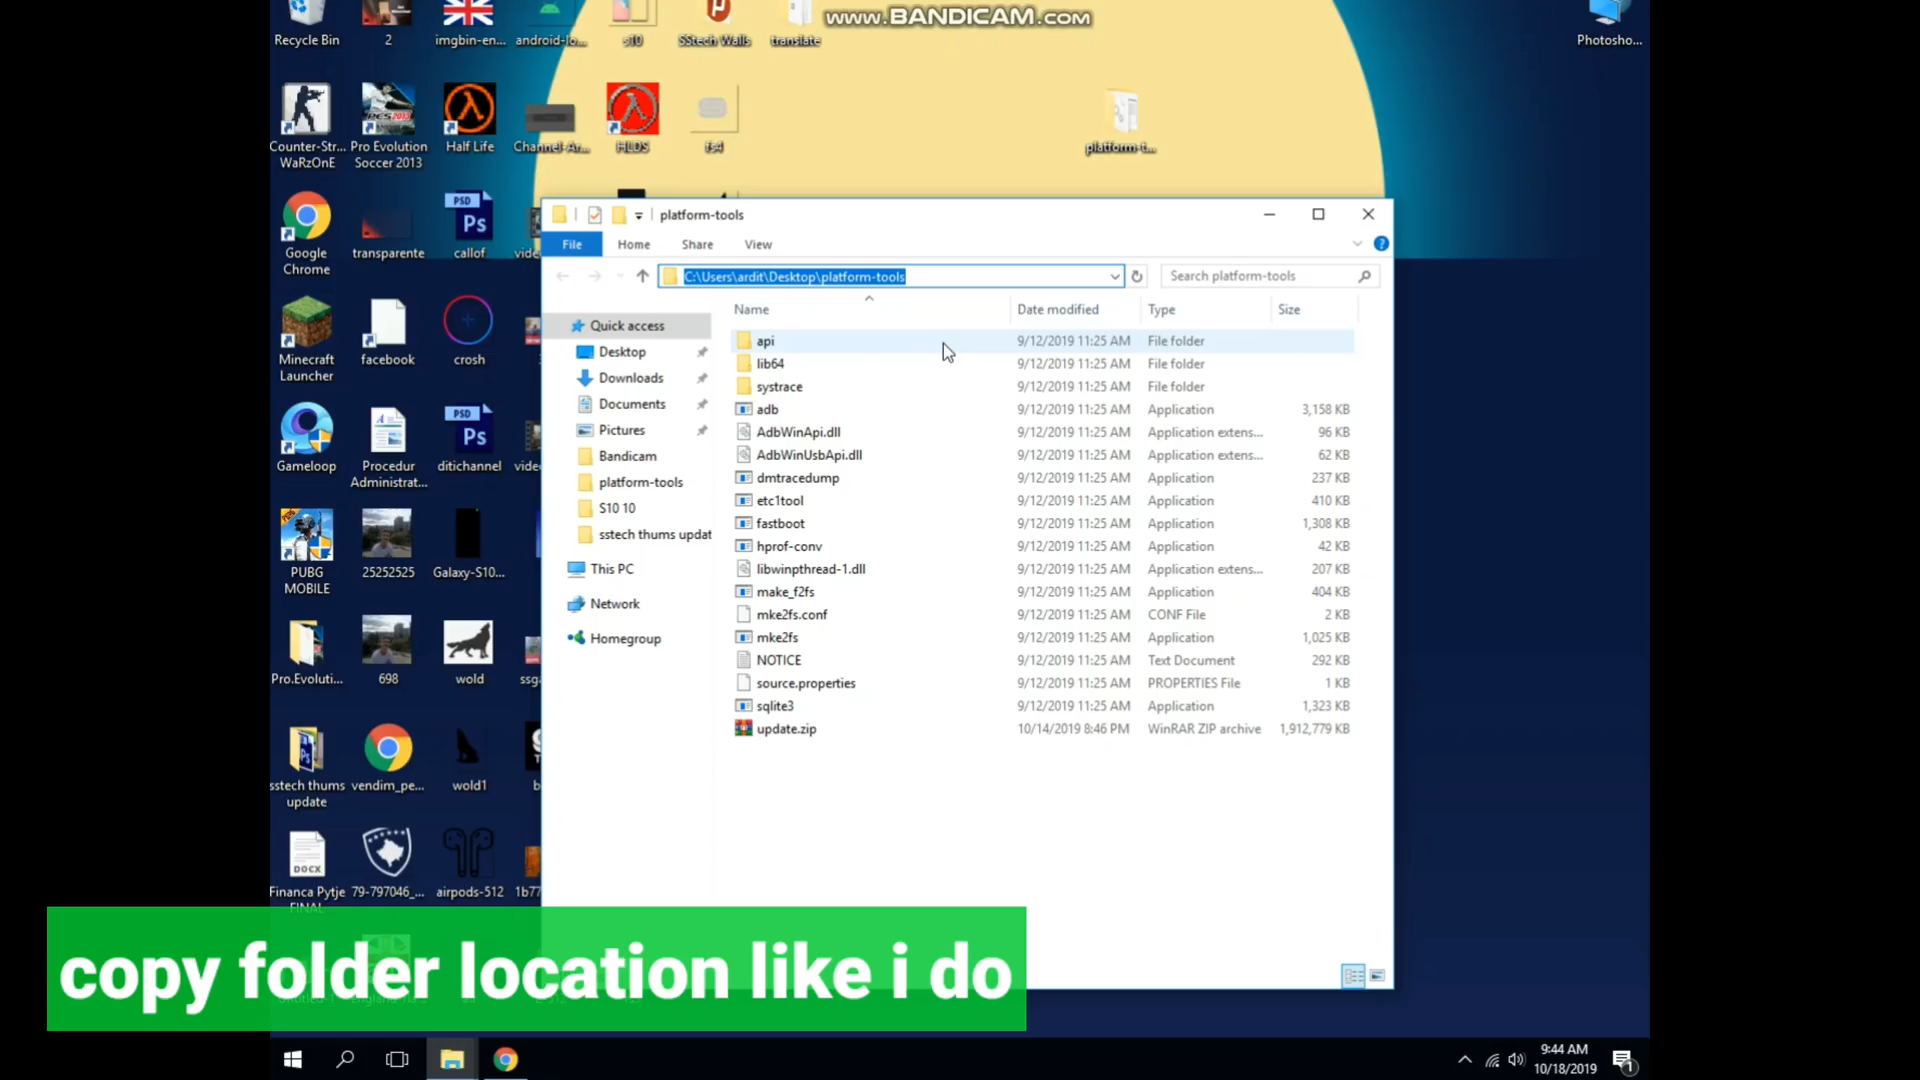 www.BANDICAM.com
Recycle Bin
2
imgbin-en...
android-lo...
s10
SStech Walls
translate
Photosho...
Counter-Str...
WaRzOnE
Pro Evolution
Soccer 2013
Half Life
Channel-Ar...
HLDS
fs4
platform-t...
Google
Chrome
transparente
PSD
Ps
callof
Minecraft
Launcher
facebook
crosh
Gameloop
Procedur
Administrat...
PSD
Ps
ditichannel
PUBG
MOBILE
25252525
Galaxy-S10...
Pro.Evoluti...
698
wold
sstech thums
update
vendim_pe...
wold1
DOCX
Financa Pytje
FINAL
79-797046_...
airpods-512
1b77
platform-tools
File
Home
Share
View
C:\Users\ardit\Desktop\platform-tools
Search platform-tools
Quick access
Desktop
Downloads
Documents
Pictures
Bandicam
platform-tools
S10 10
sstech thums updat
This PC
Network
Homegroup
Name Date modified Type Size
api 9/12/2019 11:25 AM File folder
lib64 9/12/2019 11:25 AM File folder
systrace 9/12/2019 11:25 AM File folder
adb 9/12/2019 11:25 AM Application 3,158 KB
AdbWinApi.dll 9/12/2019 11:25 AM Application extens... 96 KB
AdbWinUsbApi.dll 9/12/2019 11:25 AM Application extens... 62 KB
dmtracedump 9/12/2019 11:25 AM Application 237 KB
etc1tool 9/12/2019 11:25 AM Application 410 KB
fastboot 9/12/2019 11:25 AM Application 1,308 KB
hprof-conv 9/12/2019 11:25 AM Application 42 KB
libwinpthread-1.dll 9/12/2019 11:25 AM Application extens... 207 KB
make_f2fs 9/12/2019 11:25 AM Application 404 KB
mke2fs.conf 9/12/2019 11:25 AM CONF File 2 KB
mke2fs 9/12/2019 11:25 AM Application 1,025 KB
NOTICE 9/12/2019 11:25 AM Text Document 292 KB
source.properties 9/12/2019 11:25 AM PROPERTIES File 1 KB
sqlite3 9/12/2019 11:25 AM Application 1,323 KB
update.zip 10/14/2019 8:46 PM WinRAR ZIP archive 1,912,779 KB
copy folder location like i do
9:44 AM
10/18/2019
1